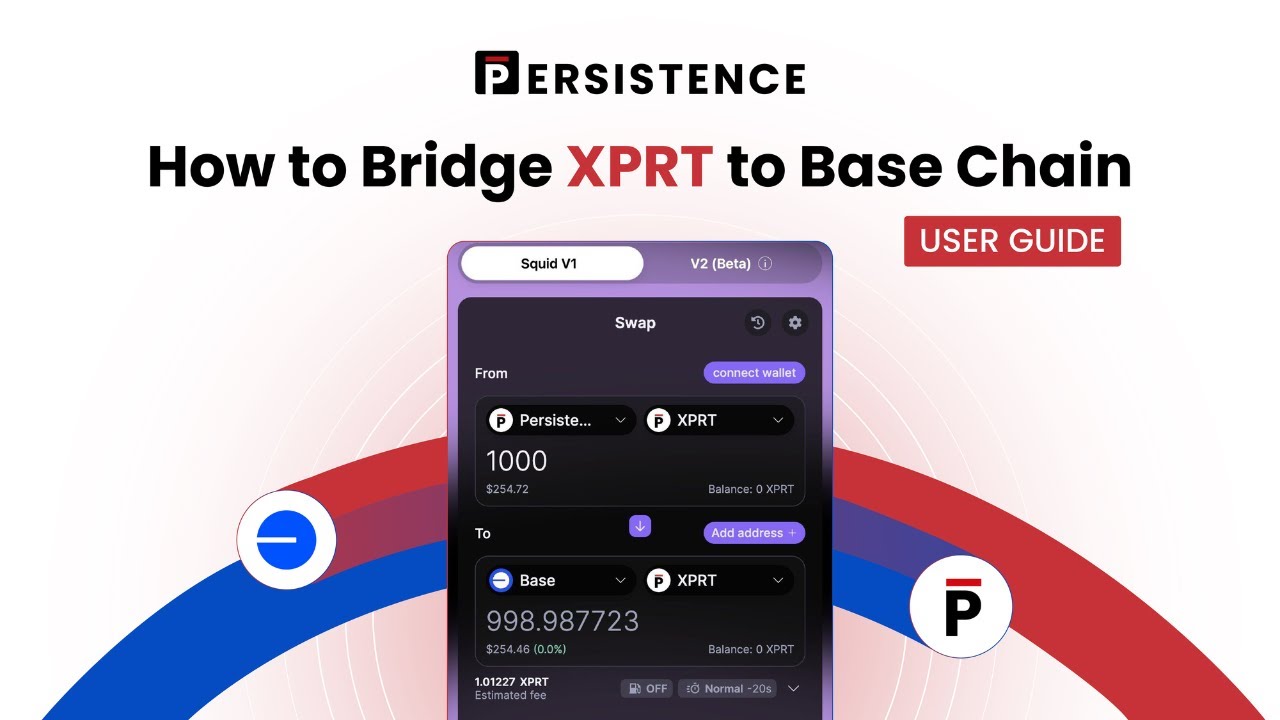 PERSISTENCE
How to Bridge XPRT to Base Chain
USER GUIDE
Squid V1
V2 (Beta)
Swap
From
connect wallet
Persiste...
XPRT
1000
$254.72
Balance: 0 XPRT
To
Add address +
Base
XPRT
998.987723
$254.46 (0.0%)
Balance: 0 XPRT
1.01227 XPRT
Estimated fee
OFF
Normal ~20s